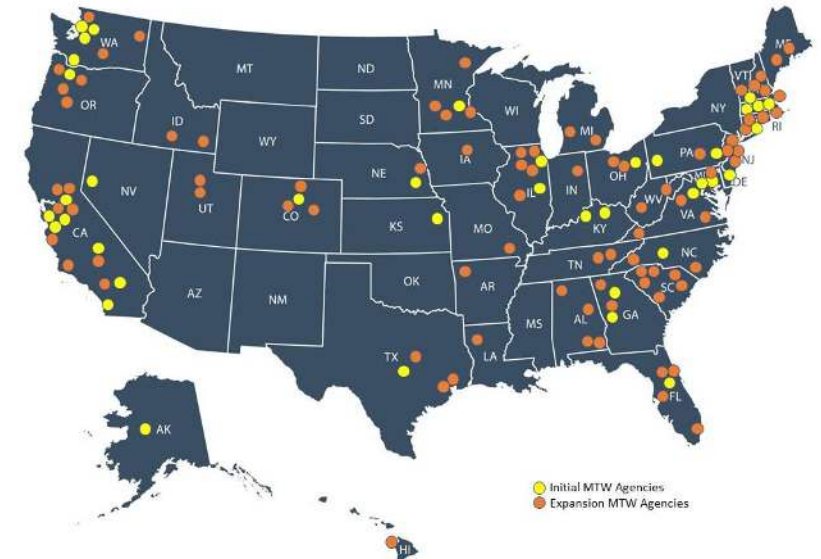 WA
MT
ND
MN
ME
VT
OR
ID
SD
WI
NY
RI
MI
WY
IA
PA
NJ
NV
NE
OH
DE
UT
IL
IN
WV
CO
KS
MO
KY
VA
CA
TN
NC
OK
AR
SC
AZ
NM
MS
AL
GA
TX
LA
FL
AK
HI
Initial MTW Agencies
Expansion MTW Agencies